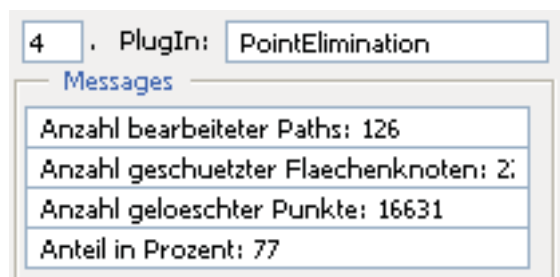 4 . PlugIn: PointElimination
Messages
Anzahl bearbeiteter Paths: 126
Anzahl geschuetzter Flaechenknoten:
Anzahl geloeschter Punkte: 16631
Anteil in Prozent: 77